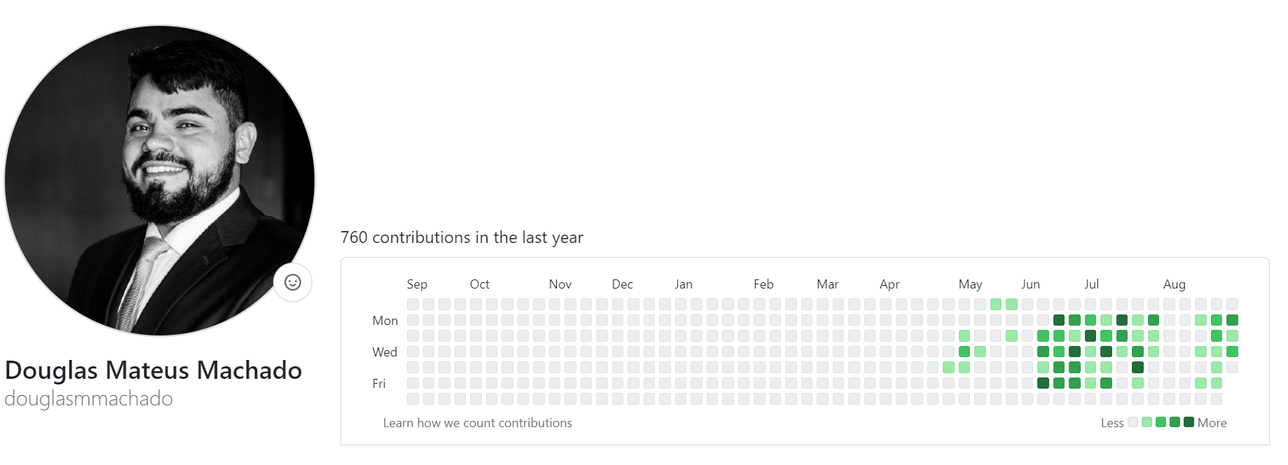 Douglas Mateus Machado
douglasmmachado
760 contributions in the last year
Sep Oct Nov Dec Jan Feb Mar Apr May Jun Jul Aug
Mon
Wed
Fri
Learn how we count contributions
Less More